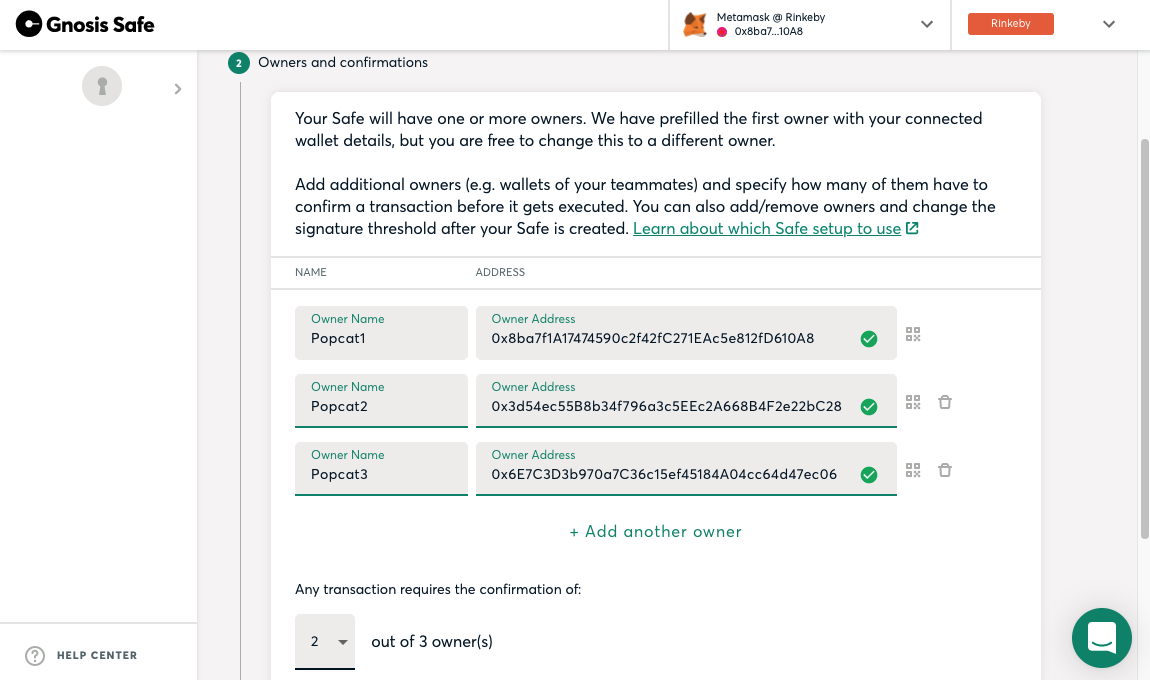 Gnosis Safe
Metamask @ Rinkeby
0x8ba7...10A8
Rinkeby
2 Owners and confirmations
Your Safe will have one or more owners. We have prefilled the first owner with your connected
wallet details, but you are free to change this to a different owner.
Add additional owners (e.g. wallets of your teammates) and specify how many of them have to
confirm a transaction before it gets executed. You can also add/remove owners and change the
signature threshold after your Safe is created. Learn about which Safe setup to use
NAME ADDRESS
Owner Name Owner Address
Popcat1 0x8ba7f1A17474590c2f42fC271EAc5e812fD610A8
Owner Name Owner Address
Popcat2 0x3d54ec55B8b34f796a3c5EEc2A668B4F2e22bC28
Owner Name Owner Address
Popcat3 0x6E7C3D3b970a7C36c15ef45184A04cc64d47ec06
+ Add another owner
Any transaction requires the confirmation of:
2 out of 3 owner(s)
? HELP CENTER